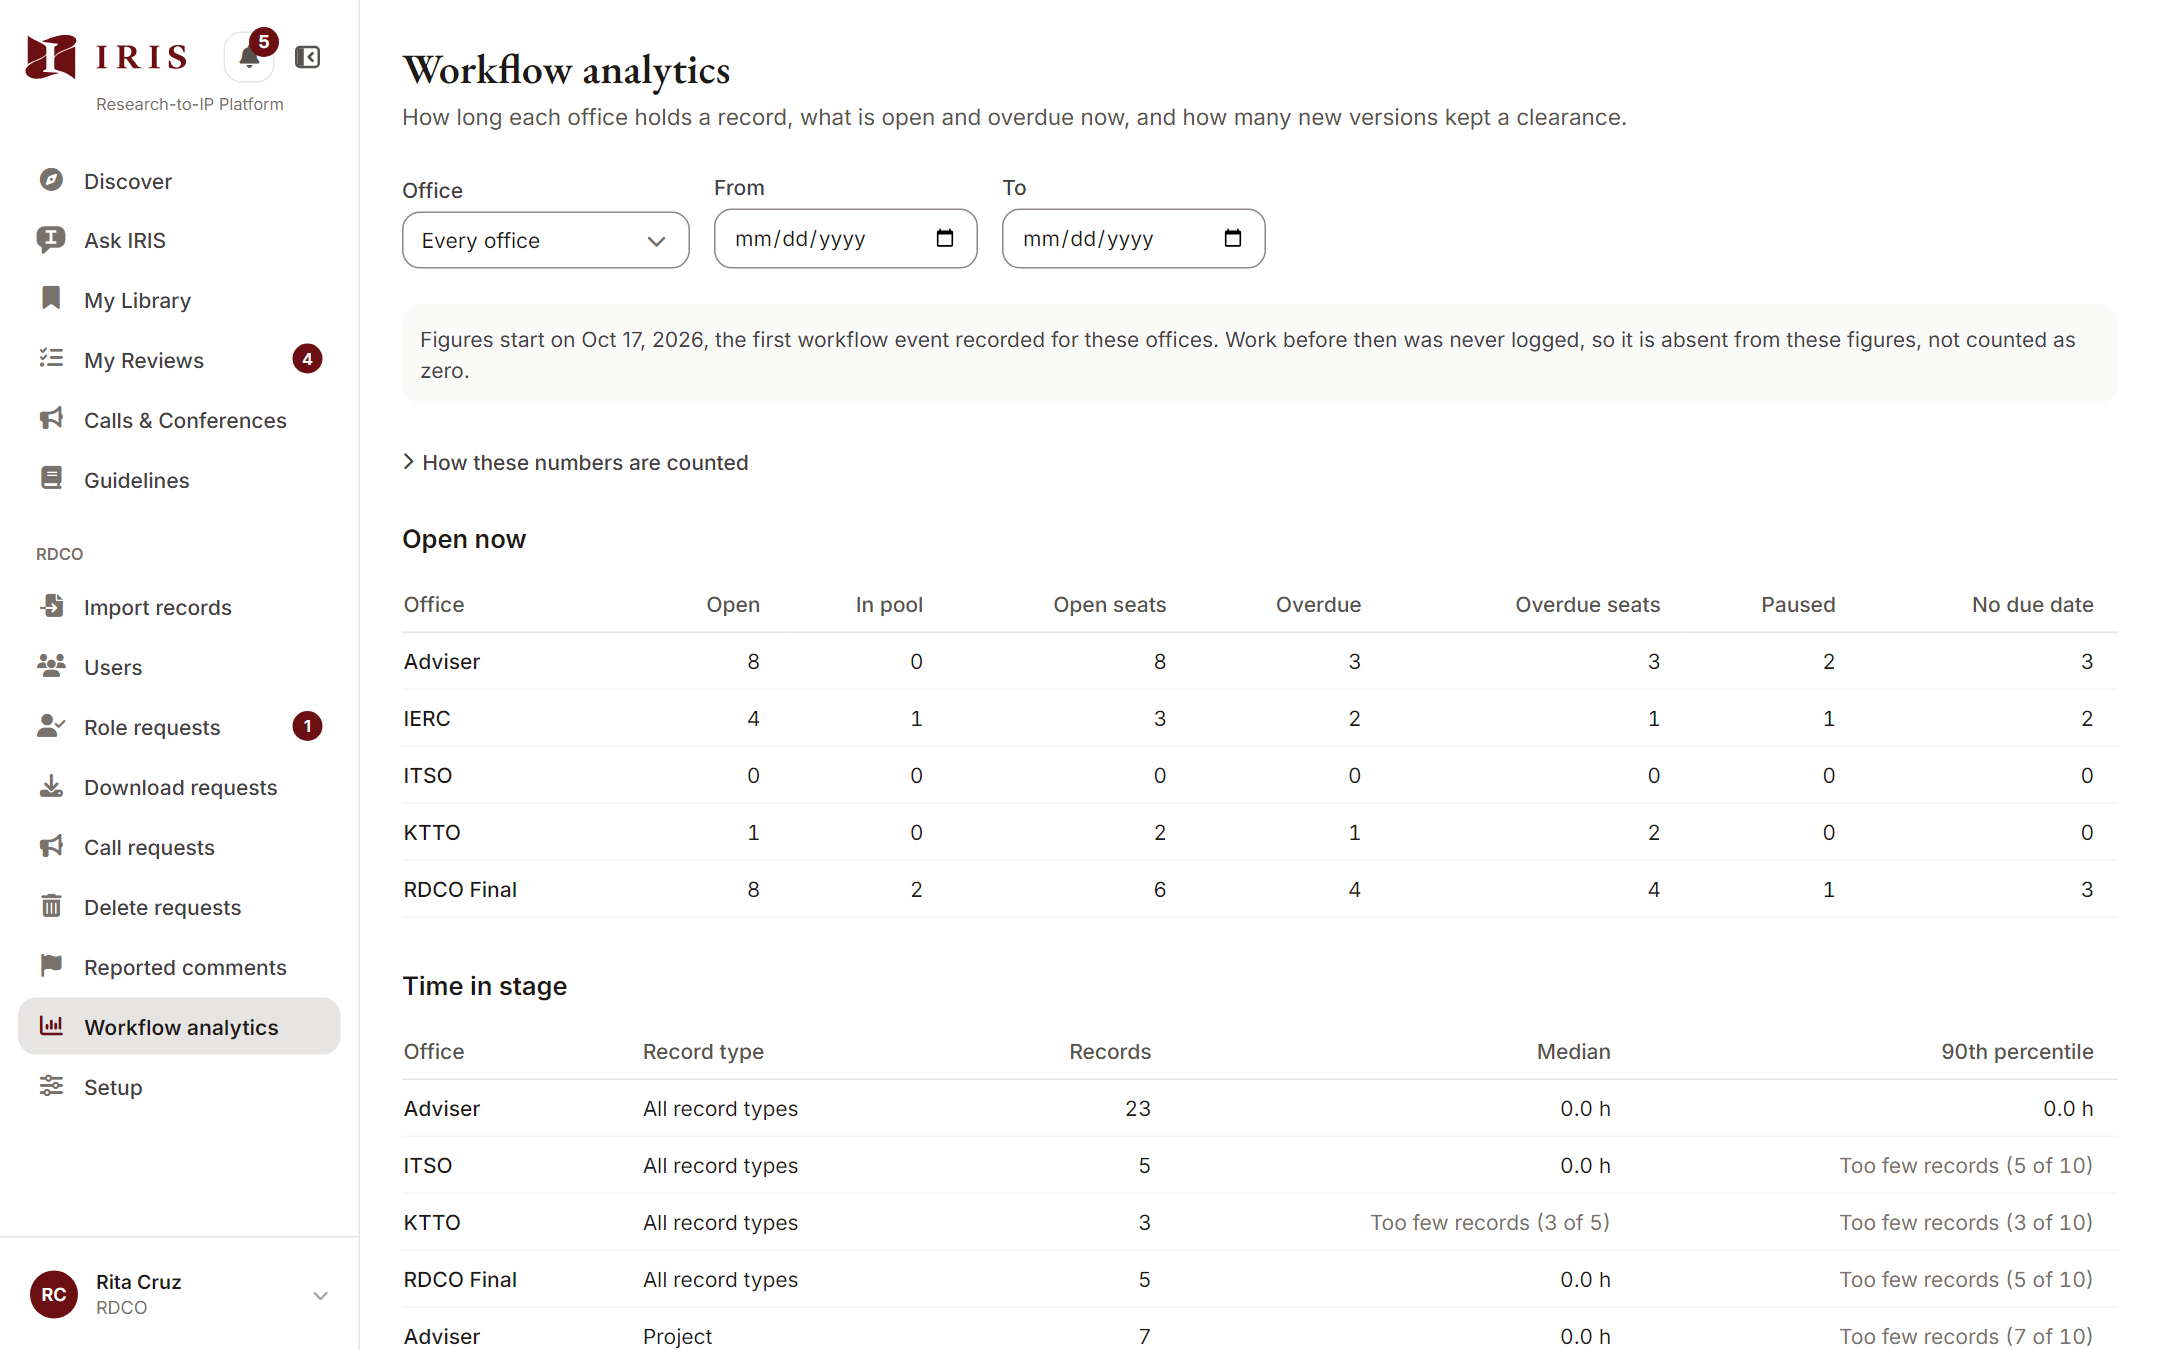 IRIS
5
Research-to-IP Platform
Discover
Ask IRIS
My Library
My Reviews 4
Calls & Conferences
Guidelines
RDCO
Import records
Users
Role requests 1
Download requests
Call requests
Delete requests
Reported comments
Workflow analytics
Setup
RC
Rita Cruz
RDCO
Workflow analytics
How long each office holds a record, what is open and overdue now, and how many new versions kept a clearance.
Office From To
Every office mm/dd/yyyy mm/dd/yyyy
Figures start on Oct 17, 2026, the first workflow event recorded for these offices. Work before then was never logged, so it is absent from these figures, not counted as
zero.
How these numbers are counted
Open now
Office Open In pool Open seats Overdue Overdue seats Paused No due date
Adviser 8 0 8 3 3 2 3
IERC 4 1 3 2 1 1 2
ITSO 0 0 0 0 0 0 0
KTTO 1 0 2 1 2 0 0
RDCO Final 8 2 6 4 4 1 3
Time in stage
Office Record type Records Median 90th percentile
Adviser All record types 23 0.0 h 0.0 h
ITSO All record types 5 0.0 h Too few records (5 of 10)
KTTO All record types 3 Too few records (3 of 5) Too few records (3 of 10)
RDCO Final All record types 5 0.0 h Too few records (5 of 10)
Adviser Project 7 0.0 h Too few records (7 of 10)